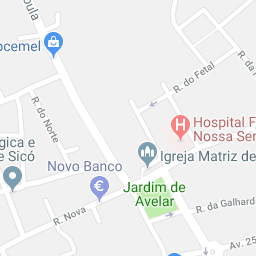 oula
ocemel
R. do Fetal
R. do Norte
Hospital F
Nossa Ser
gica e
e Sicó
Igreja Matriz de
Novo Banco
Jardim de
Avelar
R. Nova
R. da Galhard
Av. 25